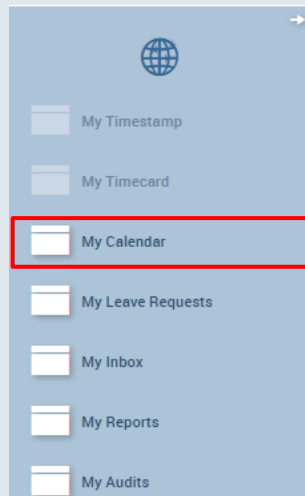 My Timestamp
My Timecard
My Calendar
My Leave Requests
My Inbox
My Reports
My Audits